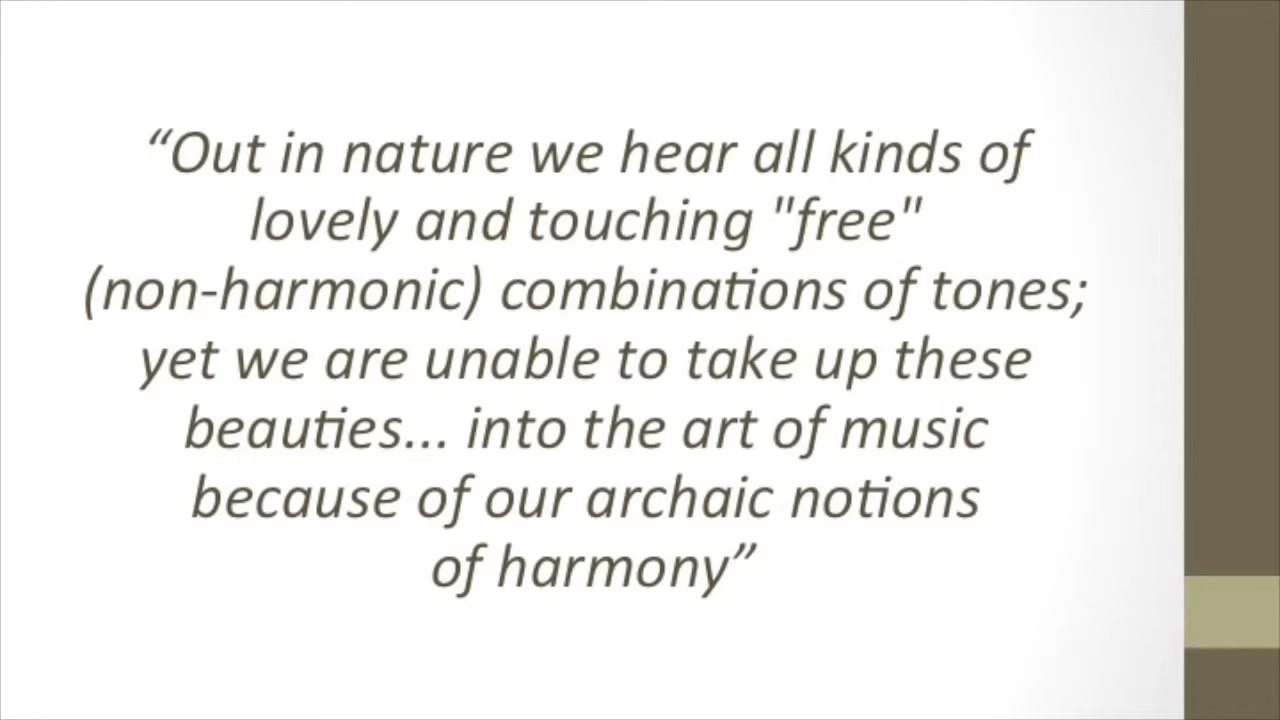 “Out in nature we hear all kinds of
lovely and touching "free"
(non-harmonic) combinations of tones;
yet we are unable to take up these
beauties... into the art of music
because of our archaic notions
of harmony”